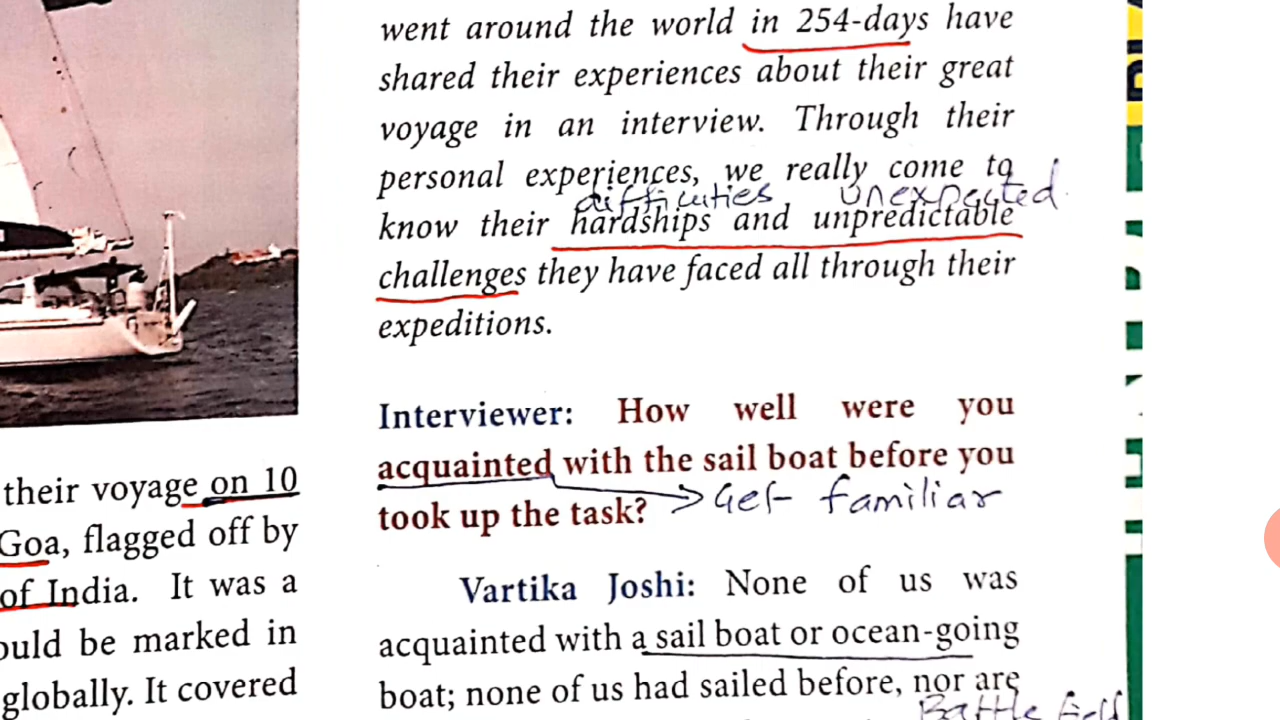 their voyage on 10
Goa, flagged off by
of India. It was a
ould be marked in
globally. It covered
went around the world in 254-days have
shared their experiences about their great
voyage in an interview. Through their
personal experiences, we really come to
difficuties unexpected.
know their hardships and unpredictable
challenges they have faced all through their
expeditions.
Interviewer: How well were you
acquainted with the sail boat before you
took up the task? Get familiar
Vartika Joshi: None of us was
acquainted with a sail boat or ocean-going
boat; none of us had sailed before, nor are
Battle field